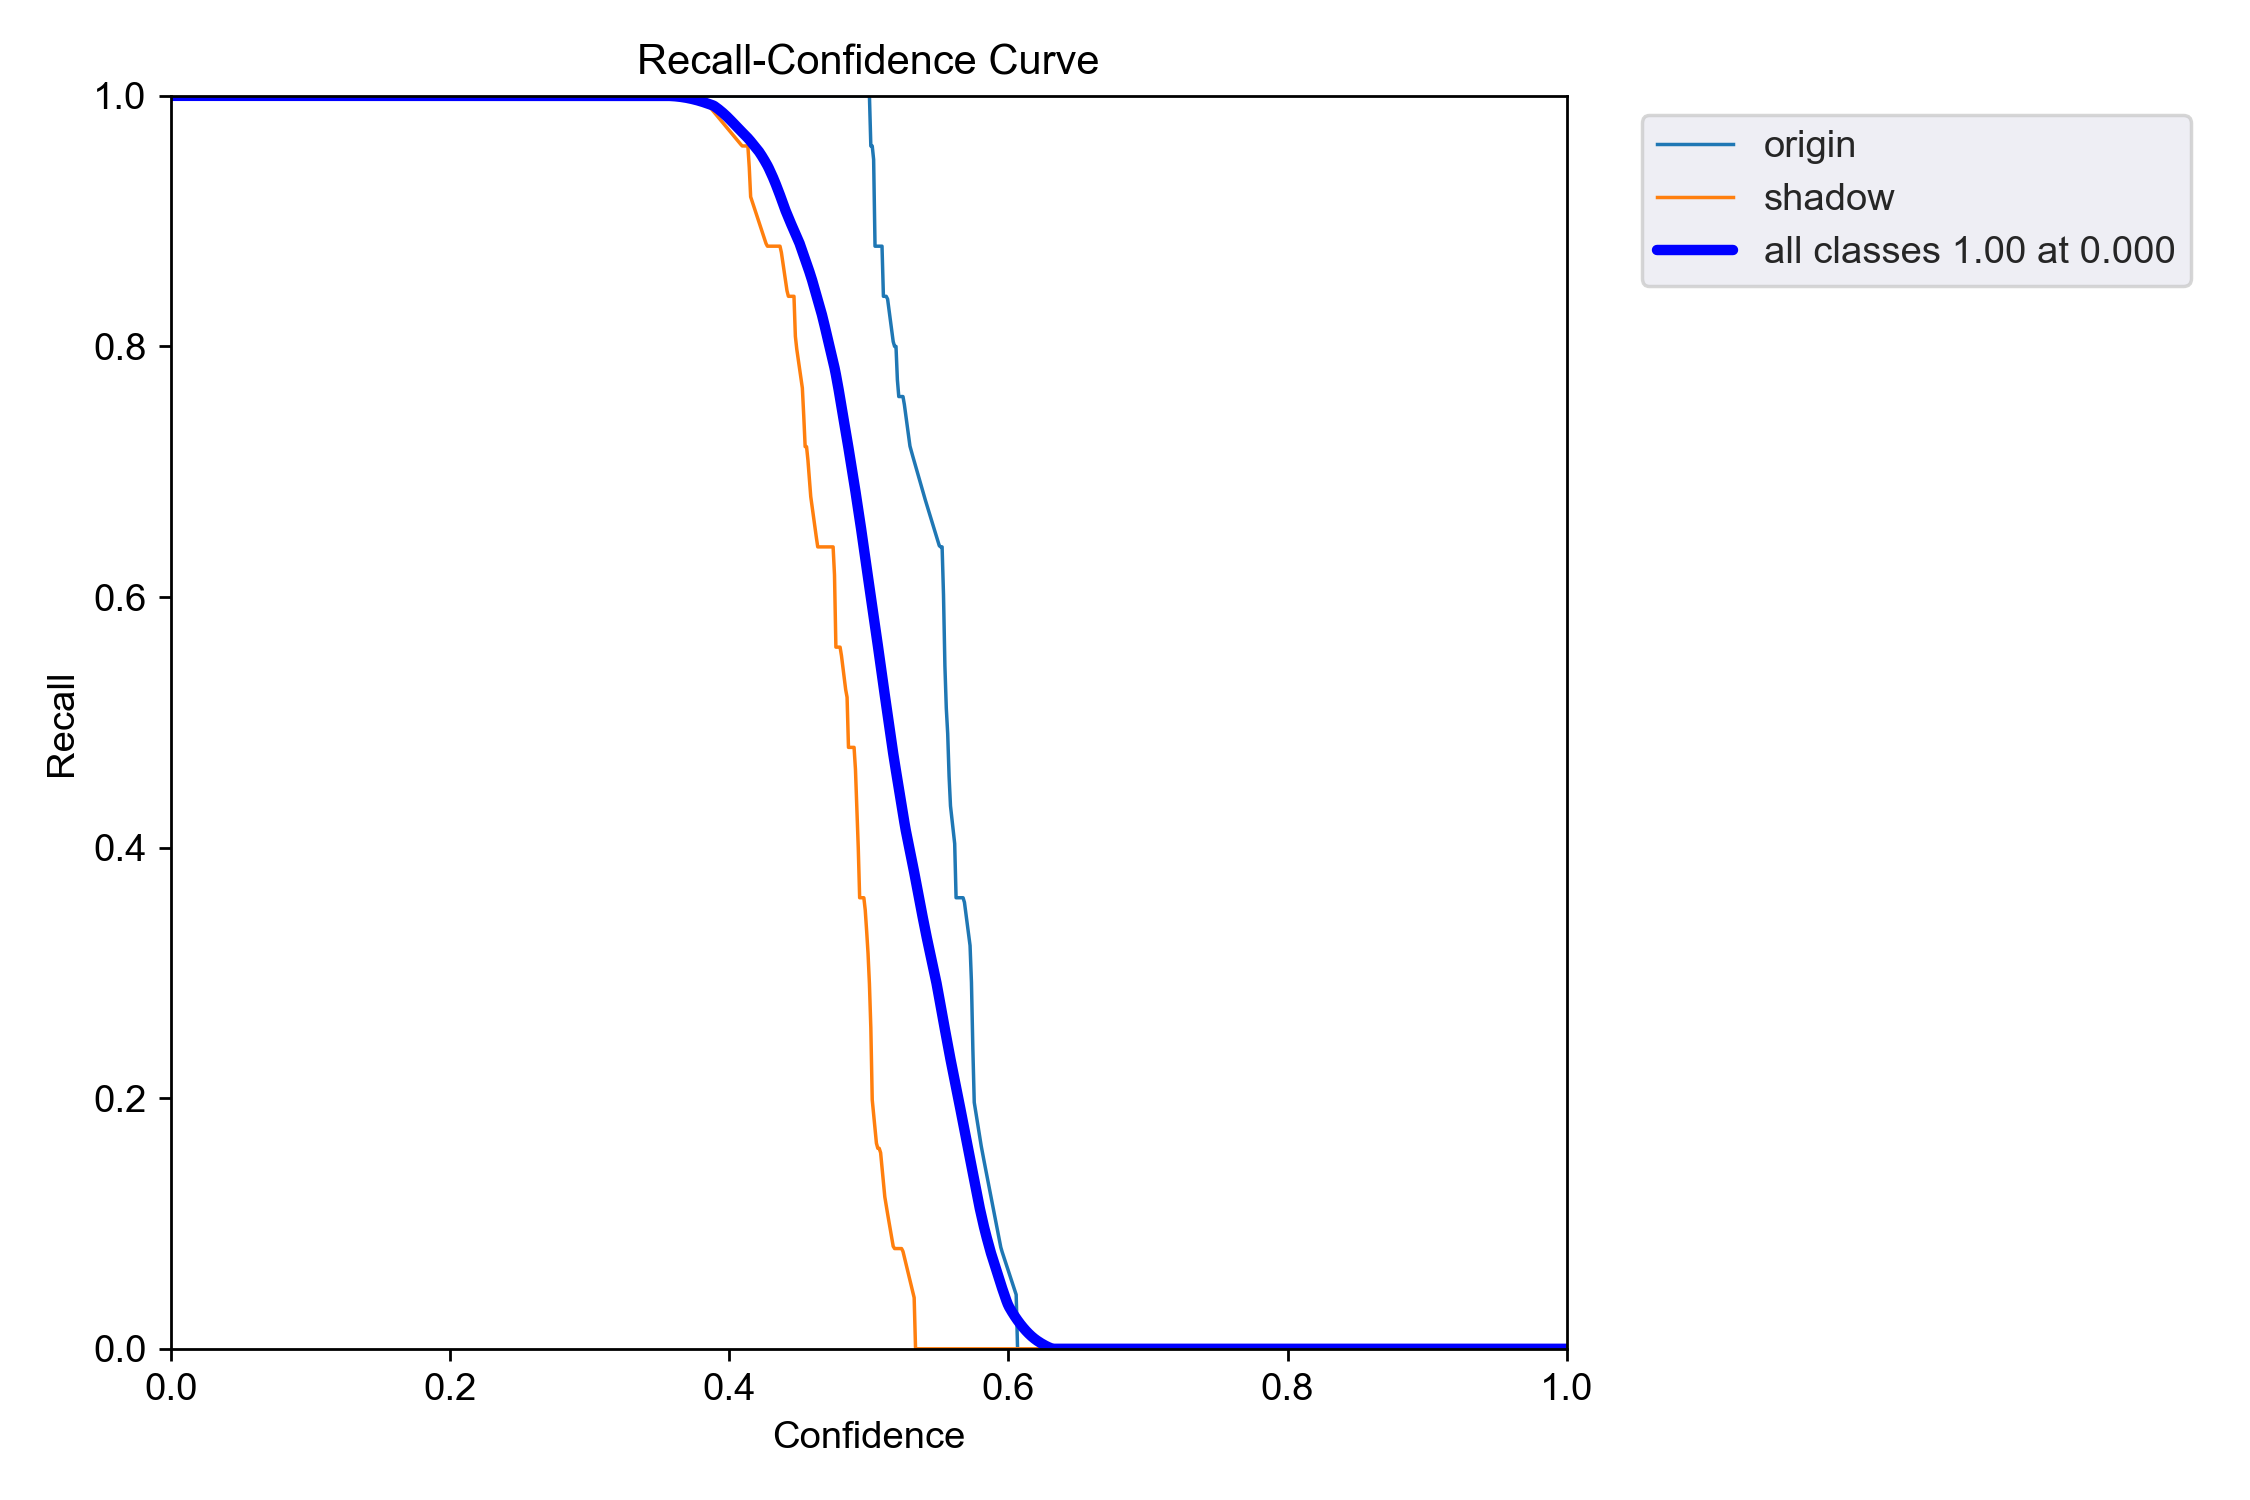 Recall-Confidence Curve
1.0
0.8
0.6
0.4
0.2
0.0
Recall
0.0 0.2 0.4 0.6 0.8 1.0
Confidence
origin
shadow
all classes 1.00 at 0.000